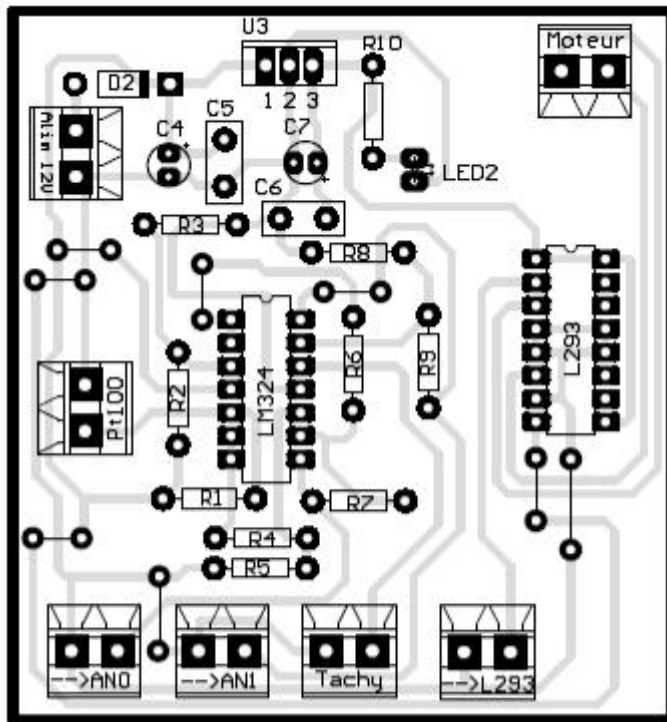 U3
R10
Moteur
D2
1 2 3
C5
C4
C7
Alim 12V
LED2
C6
R3
R8
L293
R2
LM324
R6
R9
Pt100
R1
R7
R4
R5
-->AN0
-->AN1
Tachy
-->L293